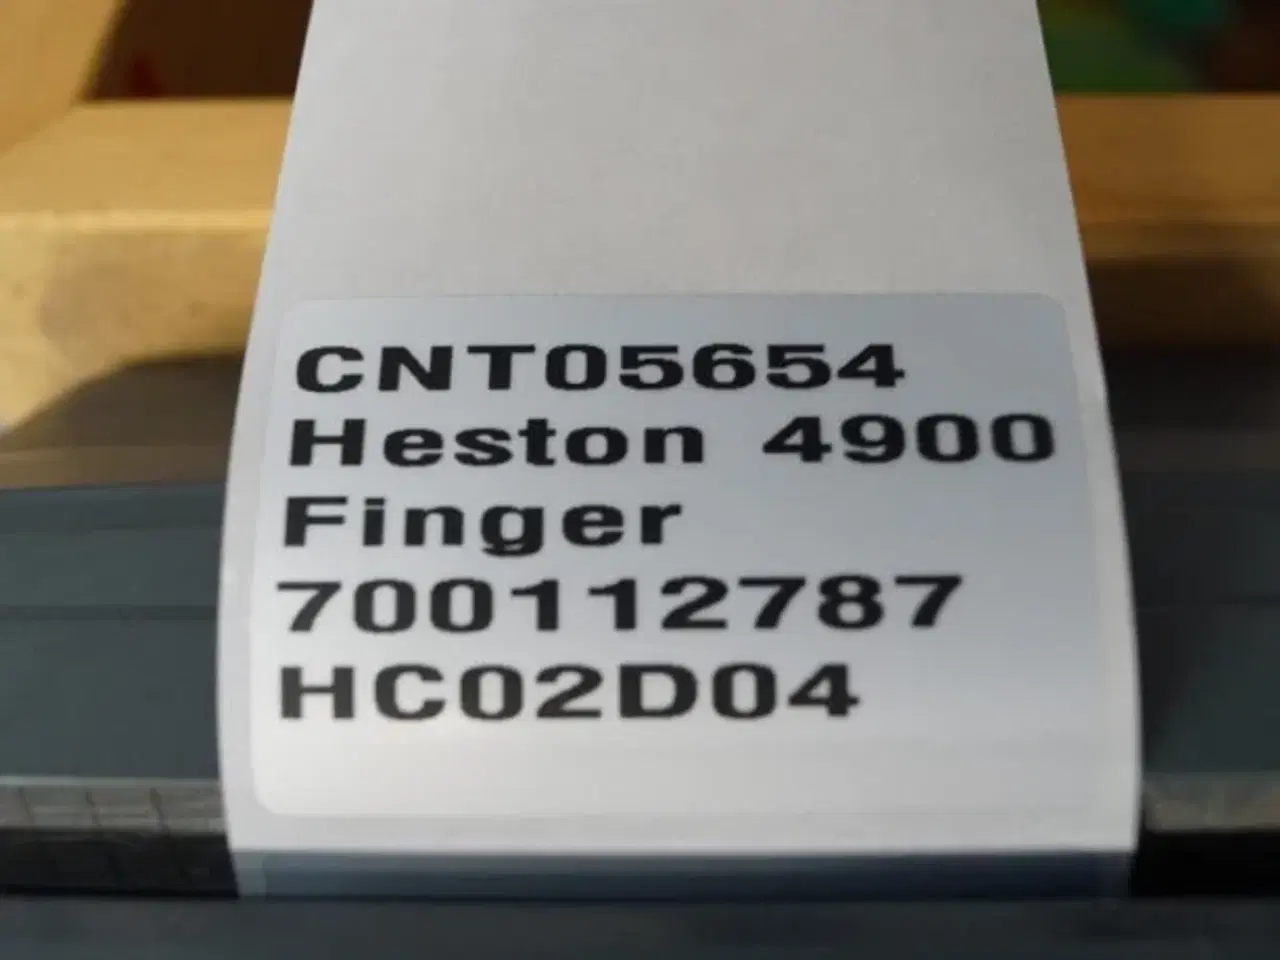 CNT05654
Heston 4900
Finger
700112787
HC02D04